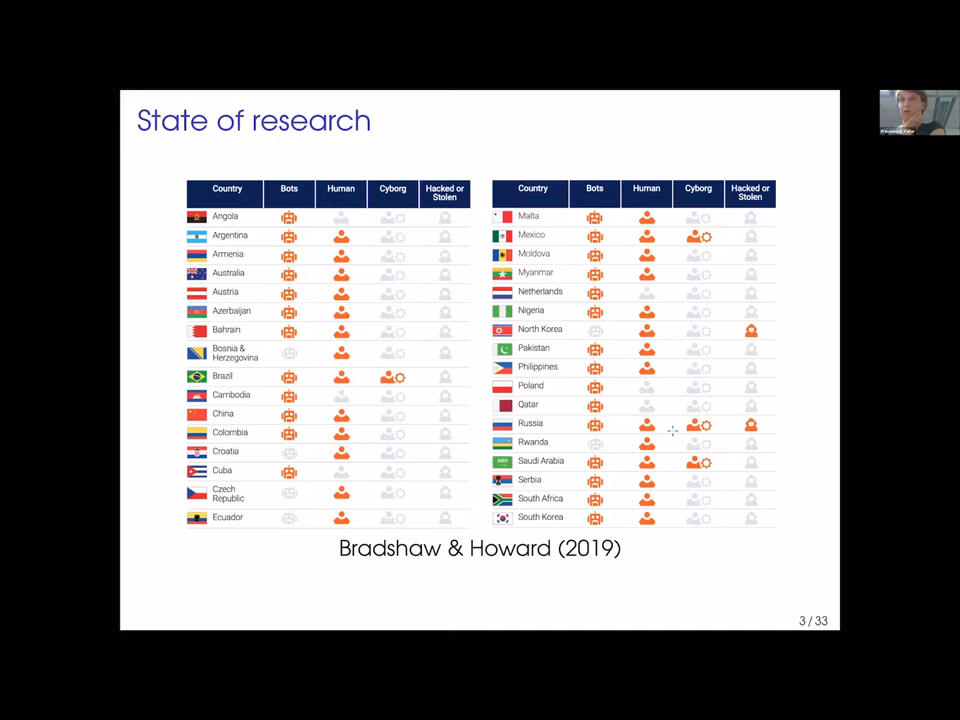 State of research
Country Bots Human Cyborg Hacked or Stolen
Angola
Argentina
Armenia
Australia
Austria
Azerbaijan
Bahrain
Bosnia &
Herzegovina
Brazil
Cambodia
China
Colombia
Croatia
Cuba
Czech
Republic
Ecuador
Country Bots Human Cyborg Hacked or Stolen
Malta
Mexico
Moldova
Myanmar
Netherlands
Nigeria
North Korea
Pakistan
Philippines
Poland
Qatar
Russia
Rwanda
Saudi Arabia
Serbia
South Africa
South Korea
Bradshaw & Howard (2019)
3 / 33